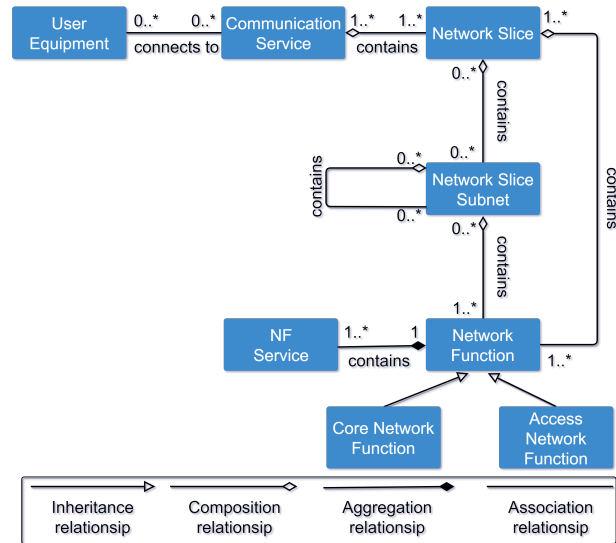 User
Equipment
0..*
0..*
connects to
Communication
Service
1..*
1..*
contains
Network Slice
1..*
0..*
contains
0..*
contains
0..*
0..*
Network Slice
Subnet
0..*
contains
1..*
contains
NF
Service
1..*
1
contains
Network
Function
1..*
Core Network
Function
Access
Network
Function
Inheritance
relationsip
Composition
relationsip
Aggregation
relationsip
Association
relationsip